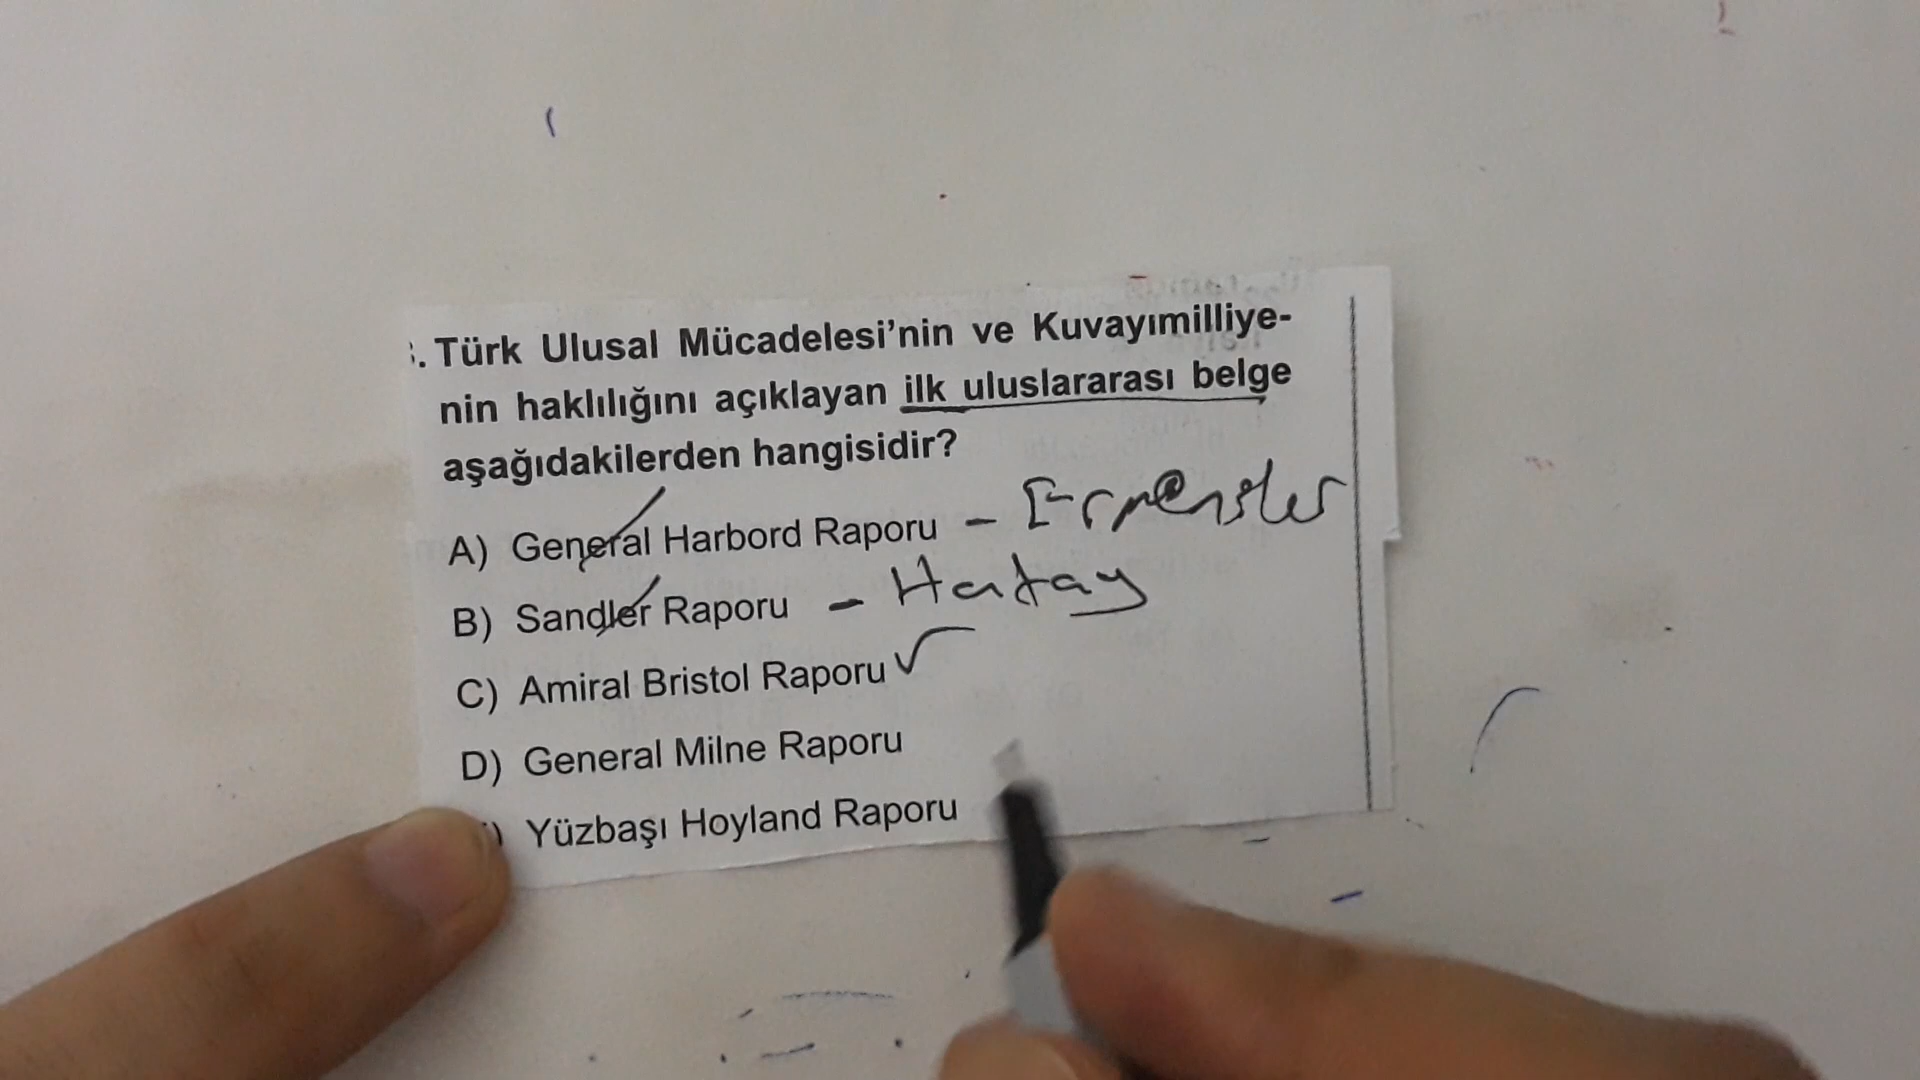 . Türk Ulusal Mücadelesi'nin ve Kuvayımilliye-
nin haklılığını açıklayan ilk uluslararası belge
aşağıdakilerden hangisidir?
A) General Harbord Raporu - Ermeniler
B) Sandler Raporu - Hatay
C) Amiral Bristol Raporu ✓
D) General Milne Raporu
) Yüzbaşı Hoyland Raporu